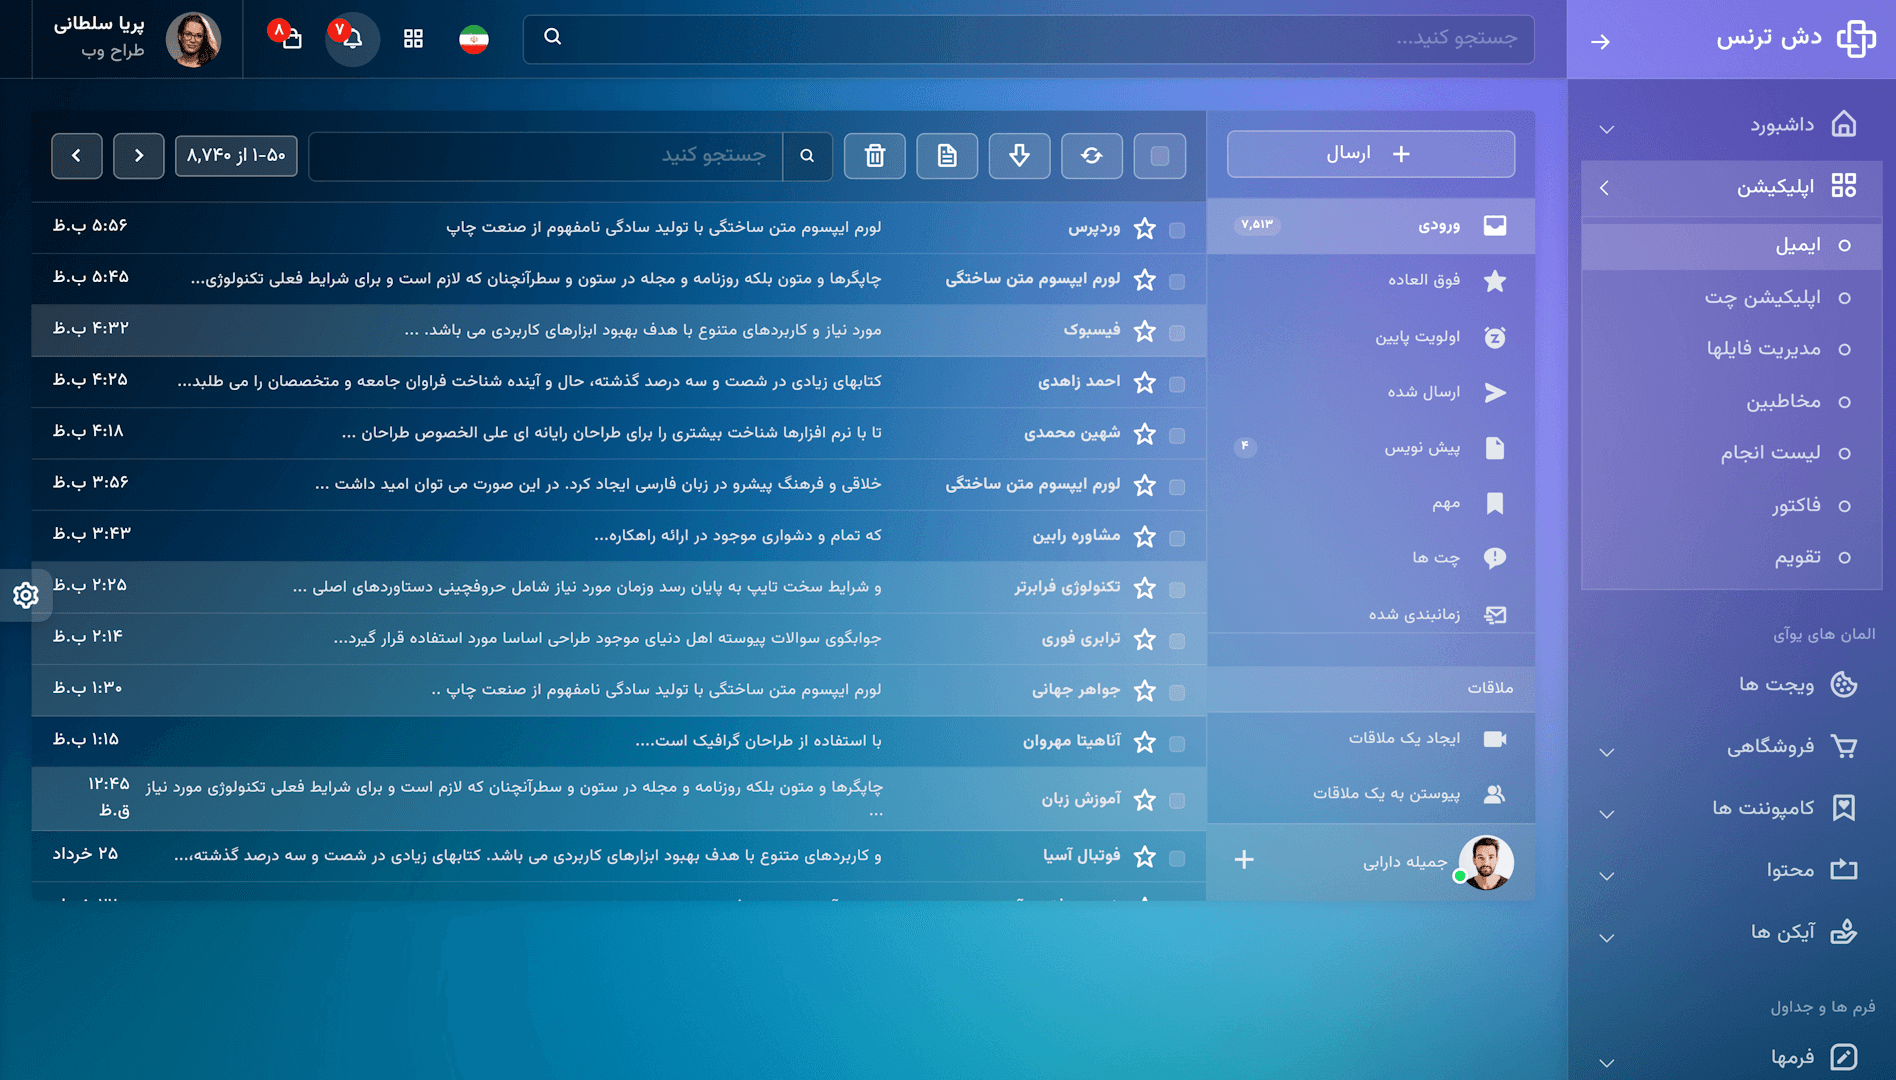 دش ترنس
جستجو کنید...
۷
۸
پریا سلطانی
طراح وب
داشبورد
اپلیکیشن
ایمیل
اپلیکیشن چت
مدیریت فایلها
مخاطبین
لیست انجام
فاکتور
تقویم
المان های یوآی
ویجت ها
فروشگاهی
کامپوننت ها
محتوا
آیکن ها
فرم ها و جداول
فرمها
ارسال
ورودی ۷,۵۱۳
فوق العاده
اولویت پایین
ارسال شده
پیش نویس ۴
مهم
چت ها
زمانبندی شده
ملاقات
ایجاد یک ملاقات
پیوستن به یک ملاقات
جمیله دارابی
جستجو کنید
۱-۵۰ از ۸,۷۴۰
وردپرس لورم ایپسوم متن ساختگی با تولید سادگی نامفهوم از صنعت چاپ ۵:۵۶ ب.ظ
لورم ایپسوم متن ساختگی چاپگرها و متون بلکه روزنامه و مجله در ستون و سطرآنچنان که لازم است و برای شرایط فعلی تکنولوژی... ۵:۴۵ ب.ظ
فیسبوک مورد نیاز و کاربردهای متنوع با هدف بهبود ابزارهای کاربردی می باشد. ... ۴:۳۲ ب.ظ
احمد زاهدی کتابهای زیادی در شصت و سه درصد گذشته، حال و آینده شناخت فراوان جامعه و متخصصان را می طلبد... ۴:۲۵ ب.ظ
شهین محمدی تا با نرم افزارها شناخت بیشتری را برای طراحان رایانه ای علی الخصوص طراحان ... ۴:۱۸ ب.ظ
لورم ایپسوم متن ساختگی خلاقی و فرهنگ پیشرو در زبان فارسی ایجاد کرد. در این صورت می توان امید داشت ... ۳:۵۶ ب.ظ
مشاوره رابین که تمام و دشواری موجود در ارائه راهکاره... ۳:۴۳ ب.ظ
تکنولوژی فرابرتر و شرایط سخت تایپ به پایان رسد وزمان مورد نیاز شامل حروفچینی دستاوردهای اصلی ... ۲:۲۵ ب.ظ
ترابری فوری جوابگوی سوالات پیوسته اهل دنیای موجود طراحی اساسا مورد استفاده قرار گیرد... ۲:۱۴ ب.ظ
جواهر جهانی لورم ایپسوم متن ساختگی با تولید سادگی نامفهوم از صنعت چاپ .. ۱:۳۰ ب.ظ
آناهیتا مهروان با استفاده از طراحان گرافیک است.... ۱:۱۵ ب.ظ
آموزش زبان چاپگرها و متون بلکه روزنامه و مجله در ستون و سطرآنچنان که لازم است و برای شرایط فعلی تکنولوژی مورد نیاز ۱۲:۴۵
... ق.ظ
فوتبال آسیا و کاربردهای متنوع با هدف بهبود ابزارهای کاربردی می باشد. کتابهای زیادی در شصت و سه درصد گذشته،... ۲۵ خرداد